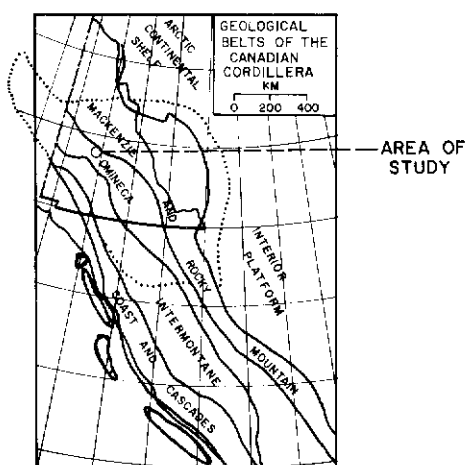 GEOLOGICAL
BELTS OF THE
CANADIAN
CORDILLERA
KM
0 200 400
ARCTIC
CONTINENTAL
SHELF
AREA OF
STUDY
MACKENZIE
AND
ROCKY
MOUNTAIN
OMINECA
INTERIOR
PLATFORM
INTERMONTANE
COAST AND CASCADES